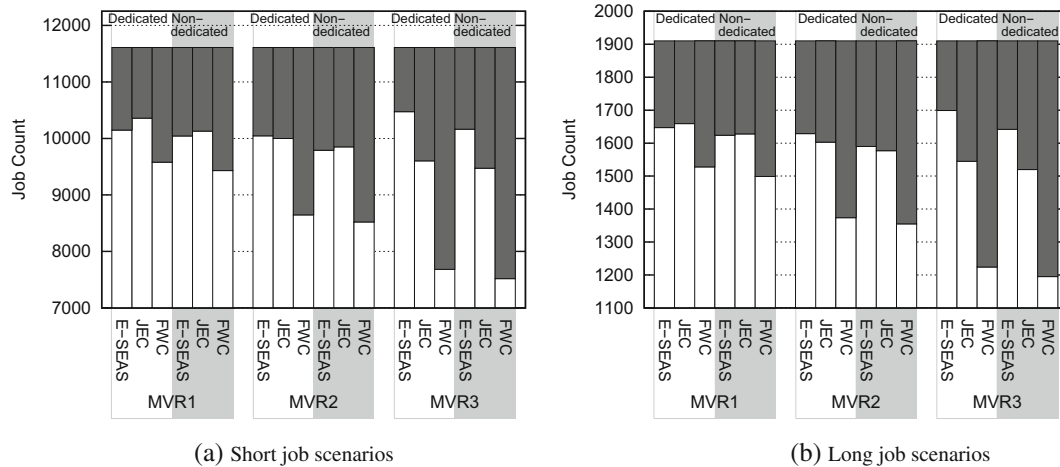 12000
11000
10000
9000
8000
7000
Job Count
Dedicated Non-dedicated
Dedicated Non-dedicated
Dedicated Non-dedicated
E-SEAS
JEC
FWC
E-SEAS
JEC
FWC
MVR1
E-SEAS
JEC
FWC
E-SEAS
JEC
FWC
MVR2
E-SEAS
JEC
FWC
E-SEAS
JEC
FWC
MVR3
(a) Short job scenarios
2000
1900
1800
1700
1600
1500
1400
1300
1200
1100
Job Count
Dedicated Non-dedicated
Dedicated Non-dedicated
Dedicated Non-dedicated
E-SEAS
JEC
FWC
E-SEAS
JEC
FWC
MVR1
E-SEAS
JEC
FWC
E-SEAS
JEC
FWC
MVR2
E-SEAS
JEC
FWC
E-SEAS
JEC
FWC
MVR3
(b) Long job scenarios